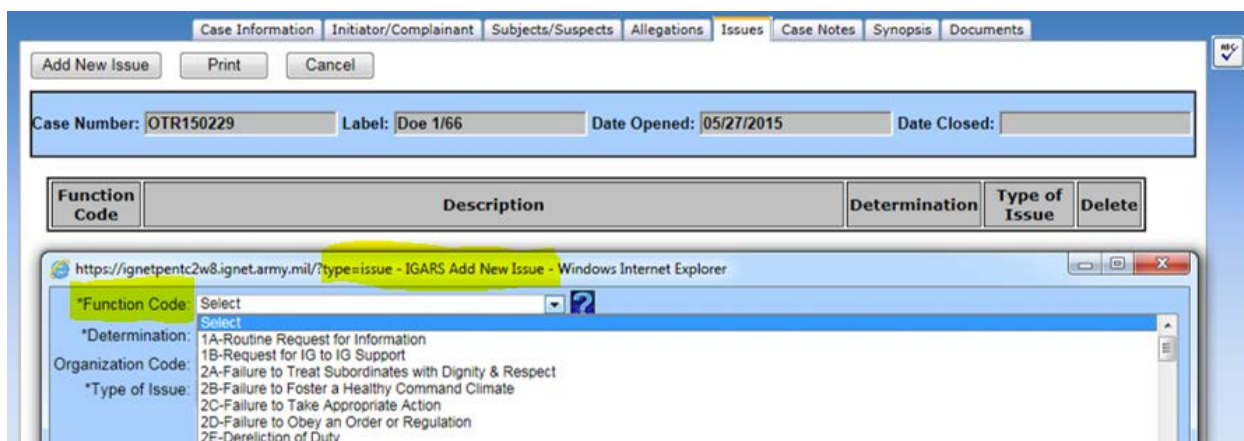 Case Information Initiator/Complainant Subjects/Suspects Allegations Issues Case Notes Synopsis Documents
Add New Issue Print Cancel
ABC
Case Number: OTR150229 Label: Doe 1/66 Date Opened: 05/27/2015 Date Closed:
Function Code Description Determination Type of Issue Delete
https://ignetpentc2w8.ignet.army.mil/?type=issue - IGARS Add New Issue - Windows Internet Explorer
*Function Code: Select ?
Select
*Determination: 1A-Routine Request for Information
1B-Request for IG to IG Support
Organization Code: 2A-Failure to Treat Subordinates with Dignity & Respect
*Type of Issue: 2B-Failure to Foster a Healthy Command Climate
2C-Failure to Take Appropriate Action
2D-Failure to Obey an Order or Regulation
2E-Dereliction of Duty